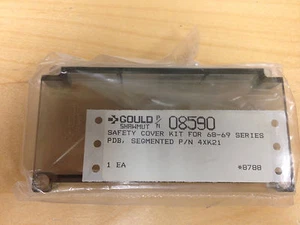 GOULD P/N 08590
SHAWMUT
SAFETY COVER KIT FOR 68-69 SERIES
PDB, SEGMENTED P/N 4XK21
1 EA *8788